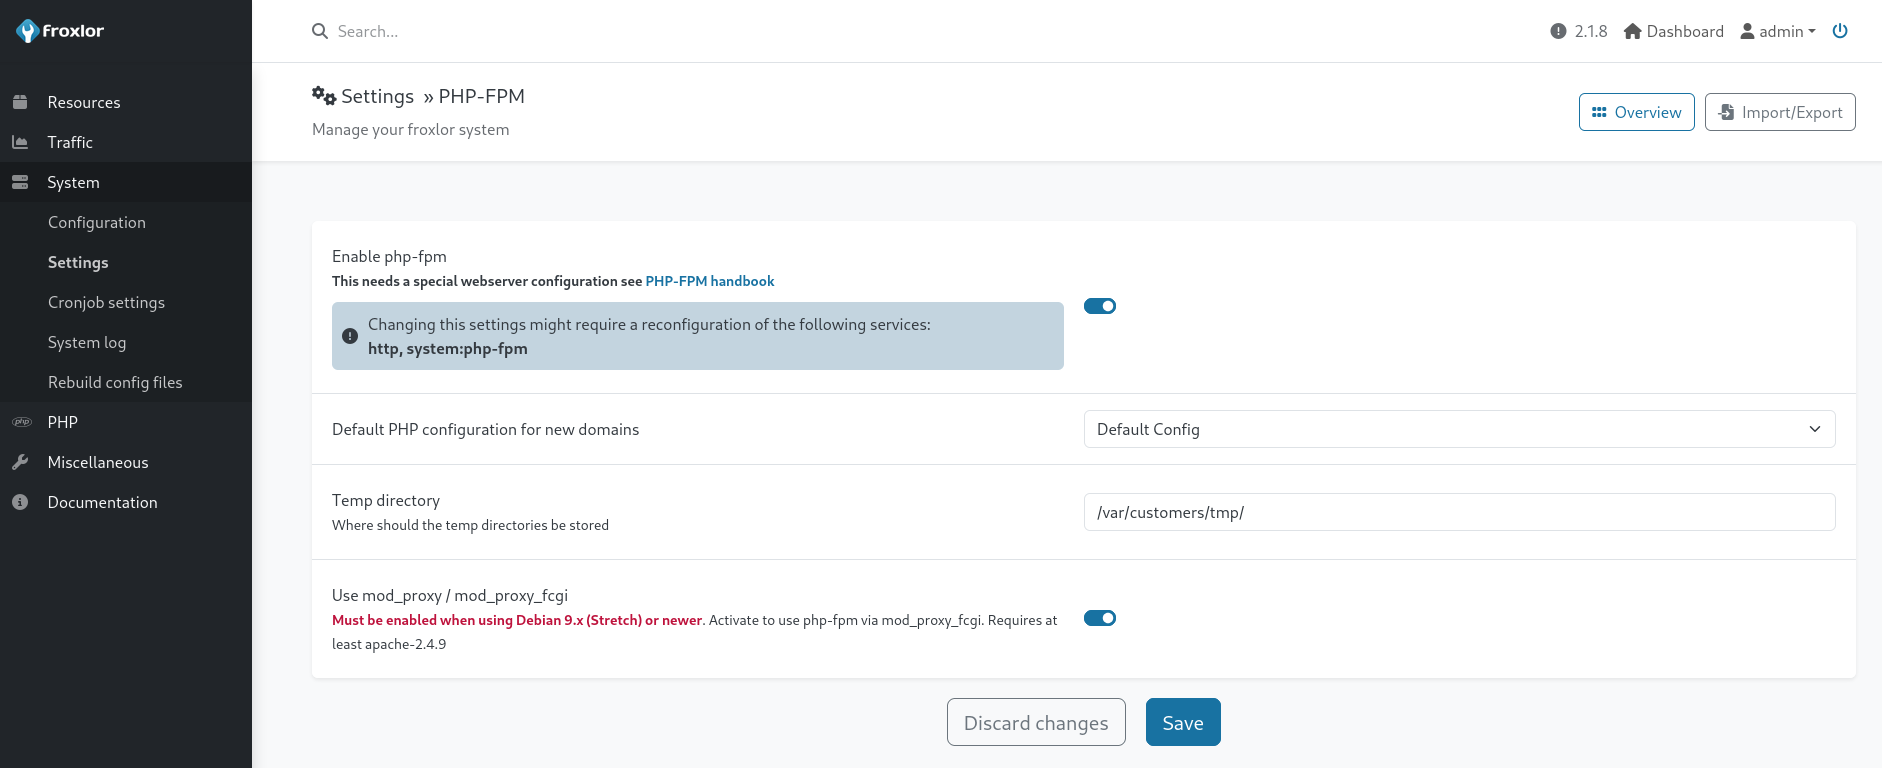 froxlor
Search...
2.1.8
Dashboard
admin
Resources
Traffic
System
Configuration
Settings
Cronjob settings
System log
Rebuild config files
php
PHP
Miscellaneous
Documentation
Settings » PHP-FPM
Manage your froxlor system
Overview
Import/Export
Enable php-fpm
This needs a special webserver configuration see PHP-FPM handbook
Changing this settings might require a reconfiguration of the following services:
http, system:php-fpm
Default PHP configuration for new domains
Default Config
Temp directory
Where should the temp directories be stored
/var/customers/tmp/
Use mod_proxy / mod_proxy_fcgi
Must be enabled when using Debian 9.x (Stretch) or newer. Activate to use php-fpm via mod_proxy_fcgi. Requires at
least apache-2.4.9
Discard changes
Save